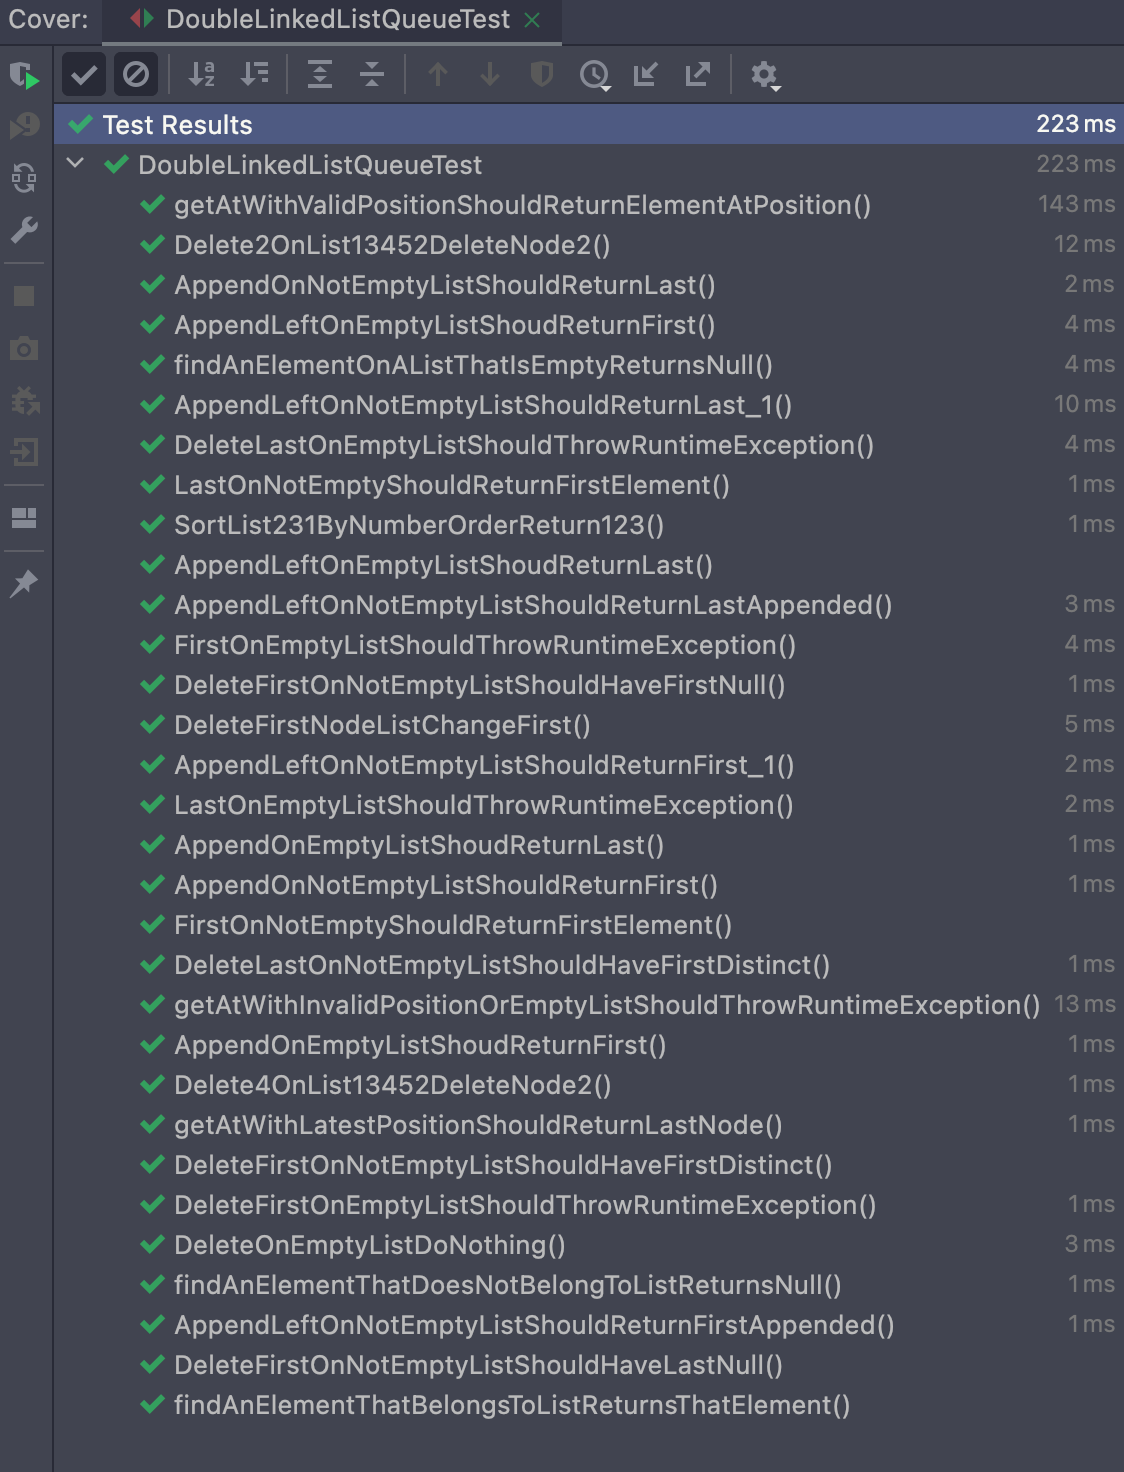 Cover: DoubleLinkedListQueueTest
Test Results 223 ms
DoubleLinkedListQueueTest 223 ms
getAtWithValidPositionShouldReturnElementAtPosition() 143 ms
Delete2OnList13452DeleteNode2() 12 ms
AppendOnNotEmptyListShouldReturnLast() 2 ms
AppendLeftOnEmptyListShoudReturnFirst() 4 ms
findAnElementOnAListThatIsEmptyReturnsNull() 4 ms
AppendLeftOnNotEmptyListShouldReturnLast_1() 10 ms
DeleteLastOnEmptyListShouldThrowRuntimeException() 4 ms
LastOnNotEmptyShouldReturnFirstElement() 1 ms
SortList231ByNumberOrderReturn123() 1 ms
AppendLeftOnEmptyListShoudReturnLast()
AppendLeftOnNotEmptyListShouldReturnLastAppended() 3 ms
FirstOnEmptyListShouldThrowRuntimeException() 4 ms
DeleteFirstOnNotEmptyListShouldHaveFirstNull() 1 ms
DeleteFirstNodeListChangeFirst() 5 ms
AppendLeftOnNotEmptyListShouldReturnFirst_1() 2 ms
LastOnEmptyListShouldThrowRuntimeException() 2 ms
AppendOnEmptyListShoudReturnLast() 1 ms
AppendOnNotEmptyListShouldReturnFirst() 1 ms
FirstOnNotEmptyShouldReturnFirstElement()
DeleteLastOnNotEmptyListShouldHaveFirstDistinct() 1 ms
getAtWithInvalidPositionOrEmptyListShouldThrowRuntimeException() 13 ms
AppendOnEmptyListShoudReturnFirst() 1 ms
Delete4OnList13452DeleteNode2() 1 ms
getAtWithLatestPositionShouldReturnLastNode() 1 ms
DeleteFirstOnNotEmptyListShouldHaveFirstDistinct()
DeleteFirstOnEmptyListShouldThrowRuntimeException() 1 ms
DeleteOnEmptyListDoNothing() 3 ms
findAnElementThatDoesNotBelongToListReturnsNull() 1 ms
AppendLeftOnNotEmptyListShouldReturnFirstAppended() 1 ms
DeleteFirstOnNotEmptyListShouldHaveLastNull()
findAnElementThatBelongsToListReturnsThatElement()